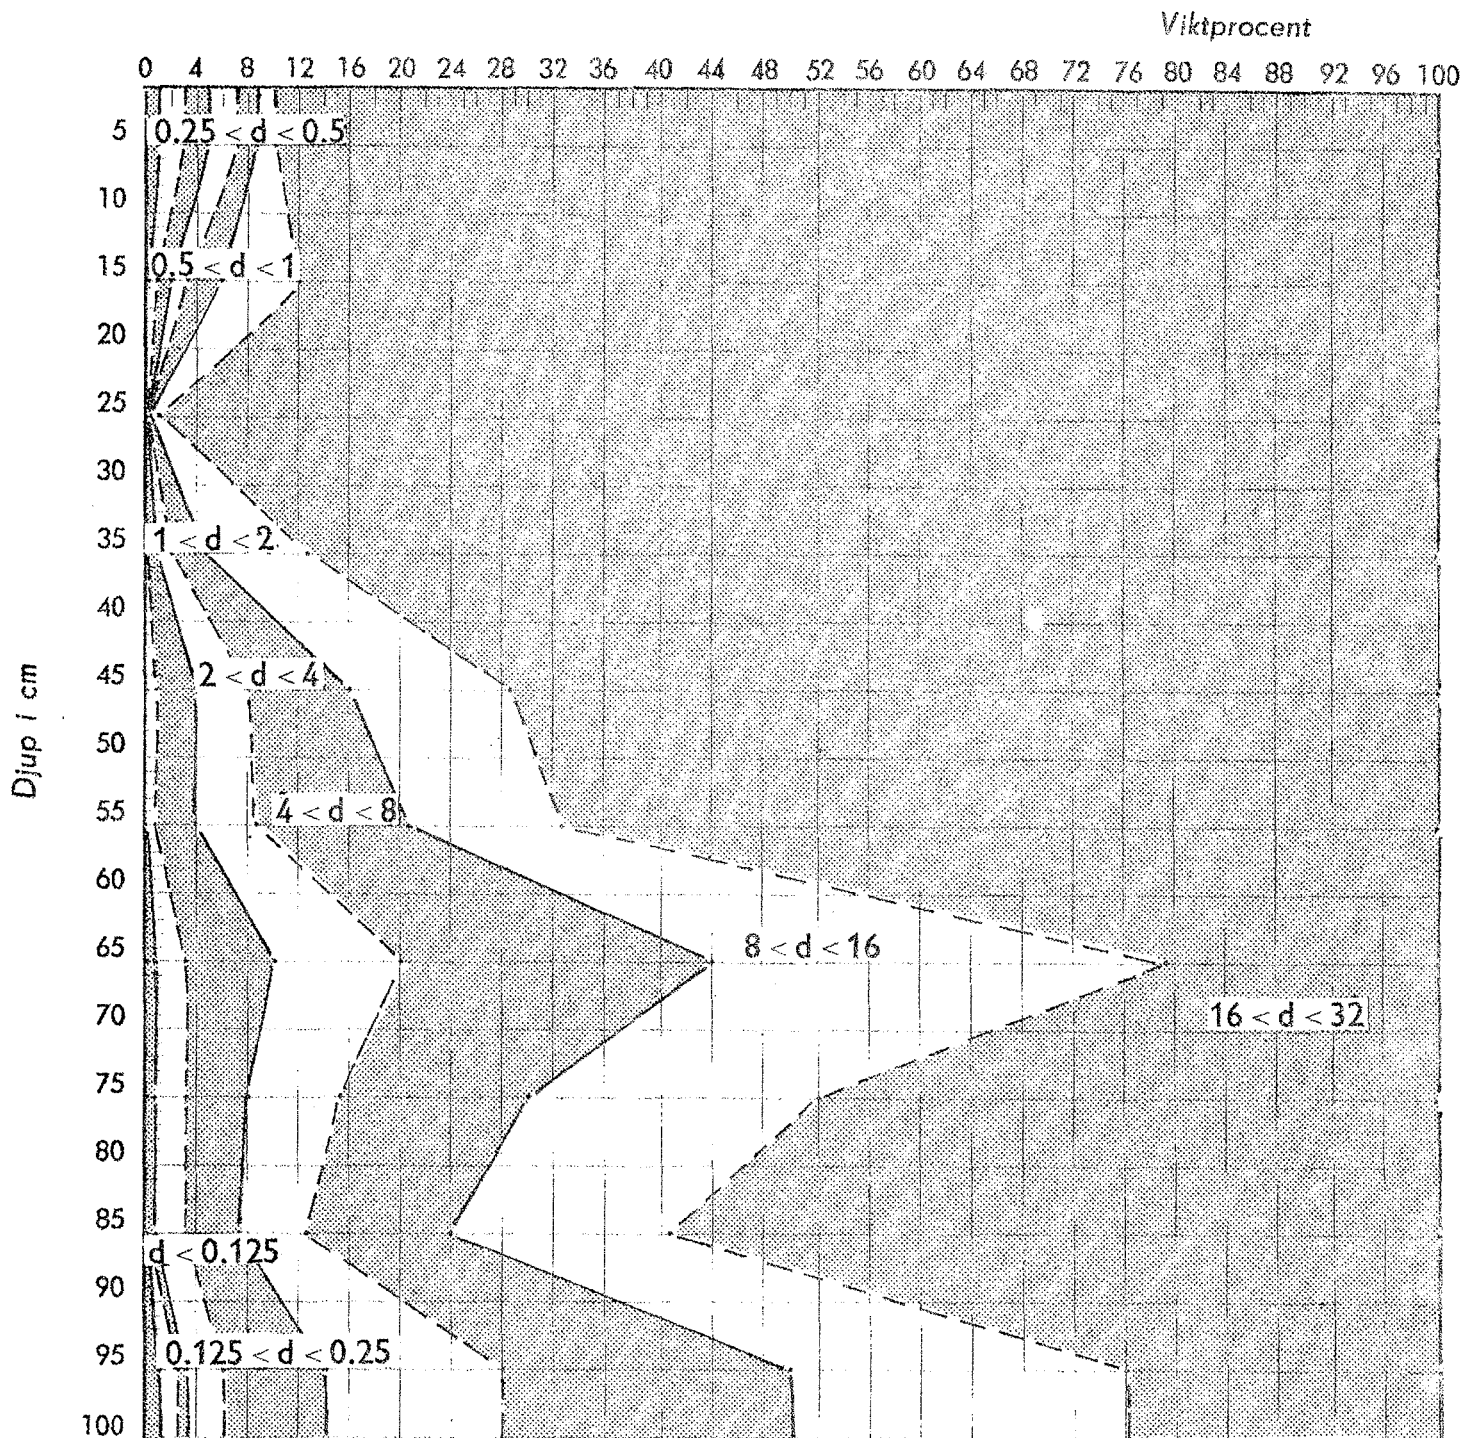 Viktprocent
0 4 8 12 16 20 24 28 32 36 40 44 48 52 56 60 64 68 72 76 80 84 88 92 96 100
5
0.25 < d < 0.5
10
15
0.5 < d < 1
20
25
30
35
1 < d < 2
40
45
2 < d < 4
Djup i cm
50
55
4 < d < 8
60
65
8 < d < 16
70
16 < d < 32
75
80
85
d < 0.125
90
95
0.125 < d < 0.25
100